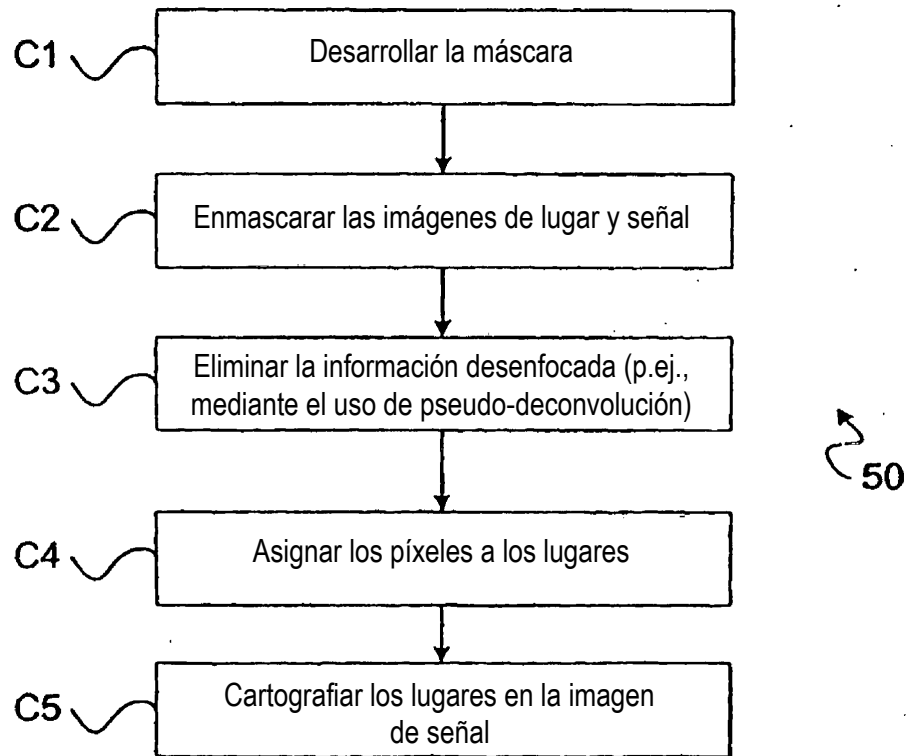 C1
Desarrollar la máscara
C2
Enmascarar las imágenes de lugar y señal
C3
Eliminar la información desenfocada (p.ej.,
mediante el uso de pseudo-deconvolución)
50
C4
Asignar los píxeles a los lugares
C5
Cartografiar los lugares en la imagen
de señal